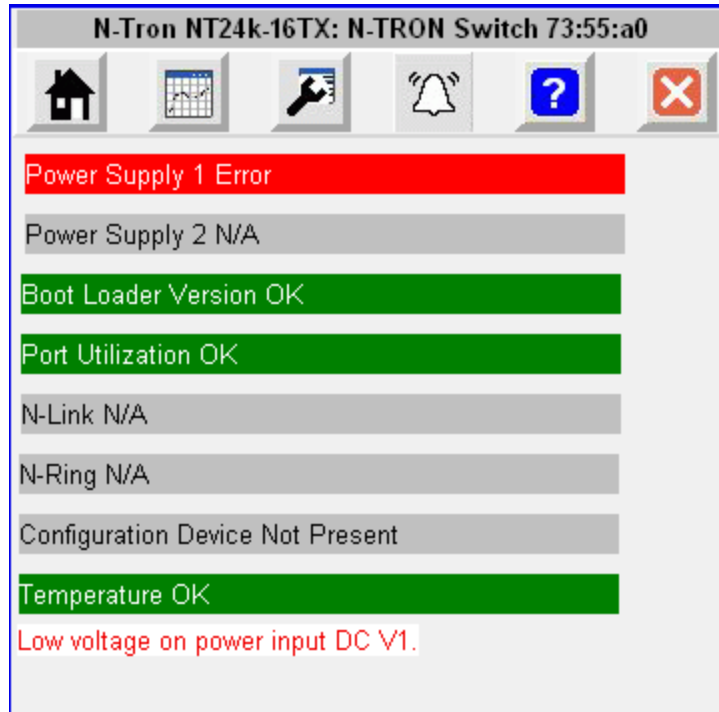 N-Tron NT24k-16TX: N-TRON Switch 73:55:a0
?
Power Supply 1 Error
Power Supply 2 N/A
Boot Loader Version OK
Port Utilization OK
N-Link N/A
N-Ring N/A
Configuration Device Not Present
Temperature OK
Low voltage on power input DC V1.